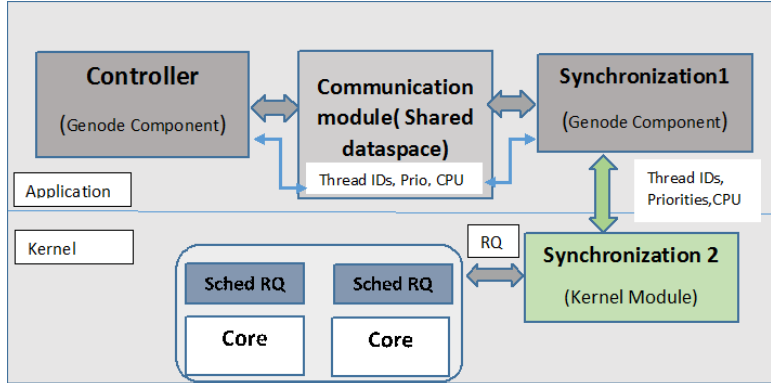 Controller
(Genode Component)
Communication
module( Shared
dataspace)
Thread IDs, Prio, CPU
Synchronization1
(Genode Component)
Application
Thread IDs,
Priorities,CPU
Kernel
RQ
Synchronization 2
(Kernel Module)
Sched RQ
Sched RQ
Core
Core